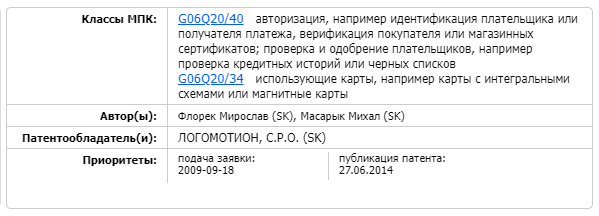 Классы МПК: G06Q20/40 авторизация, например идентификация плательщика или
получателя платежа, верификация покупателя или магазинных
сертификатов; проверка и одобрение плательщиков, например
проверка кредитных историй или черных списков
G06Q20/34 использующие карты, например карты с интегральными
схемами или магнитные карты
Автор(ы): Флорек Мирослав (SK), Масарык Михал (SK)
Патентообладатель(и): ЛОГОМОТИОН, С.Р.О. (SK)
Приоритеты: подача заявки: публикация патента:
2009-09-18 27.06.2014